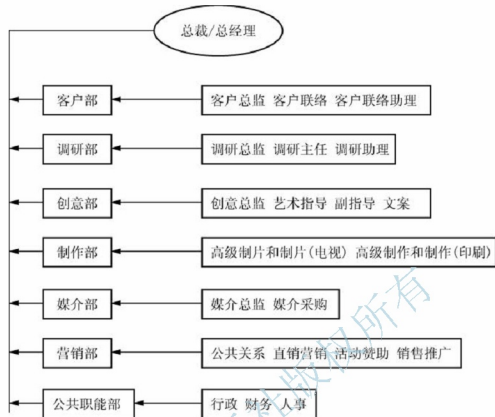 总裁/总经理
客户部 客户总监 客户联络 客户联络助理
调研部 调研总监 调研主任 调研助理
创意部 创意总监 艺术指导 副指导 文案
制作部 高级制片和制片(电视) 高级制作和制作(印刷)
媒介部 媒介总监 媒介采购
营销部 公共关系 直销营销 活动赞助 销售推广
公共职能部 行政 财务 人事
社版权所有